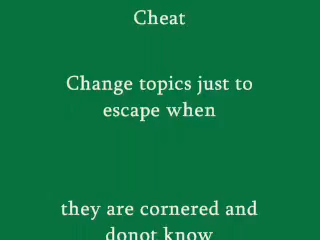 Cheat
Change topics just to
escape when
they are cornered and
donot know